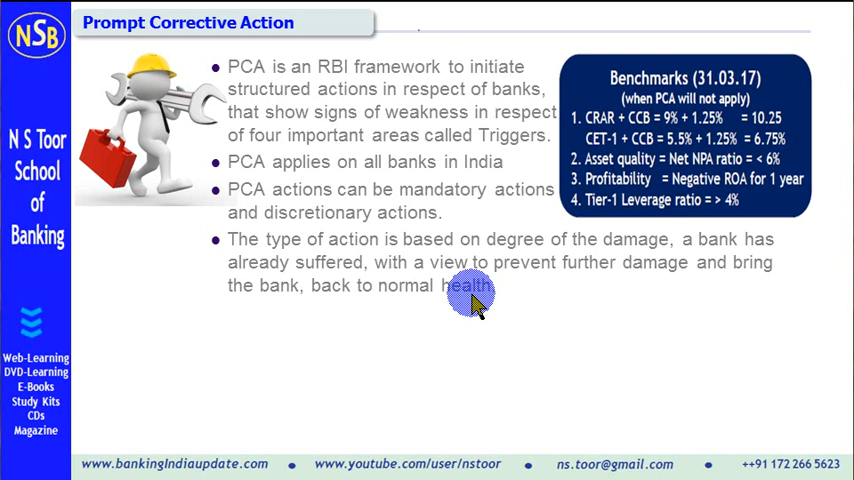 NSB
Prompt Corrective Action
N S Toor
School
of
Banking
Web-Learning
DVD-Learning
E-Books
Study Kits
CDs
Magazine
PCA is an RBI framework to initiate
structured actions in respect of banks,
that show signs of weakness in respect
of four important areas called Triggers.
PCA applies on all banks in India
PCA actions can be mandatory actions
and discretionary actions.
The type of action is based on degree of the damage, a bank has
already suffered, with a view to prevent further damage and bring
the bank, back to normal health.
Benchmarks (31.03.17)
(when PCA will not apply)
1. CRAR + CCB = 9% + 1.25% = 10.25
CET-1 + CCB = 5.5% + 1.25% = 6.75%
2. Asset quality = Net NPA ratio = < 6%
3. Profitability = Negative ROA for 1 year
4. Tier-1 Leverage ratio = > 4%
www.bankingIndiaupdate.com ● www.youtube.com/user/nstoor ● ns.toor@gmail.com ● ++91 172 266 5623